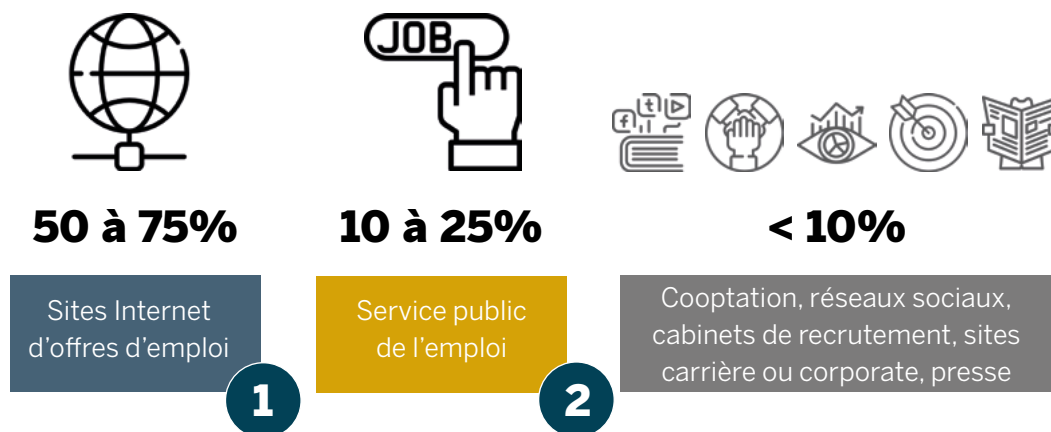 JOB
50 à 75%
10 à 25%
< 10%
Sites Internet
d'offres d'emploi
1
Service public
de l'emploi
2
Cooptation, réseaux sociaux,
cabinets de recrutement, sites
carrière ou corporate, presse